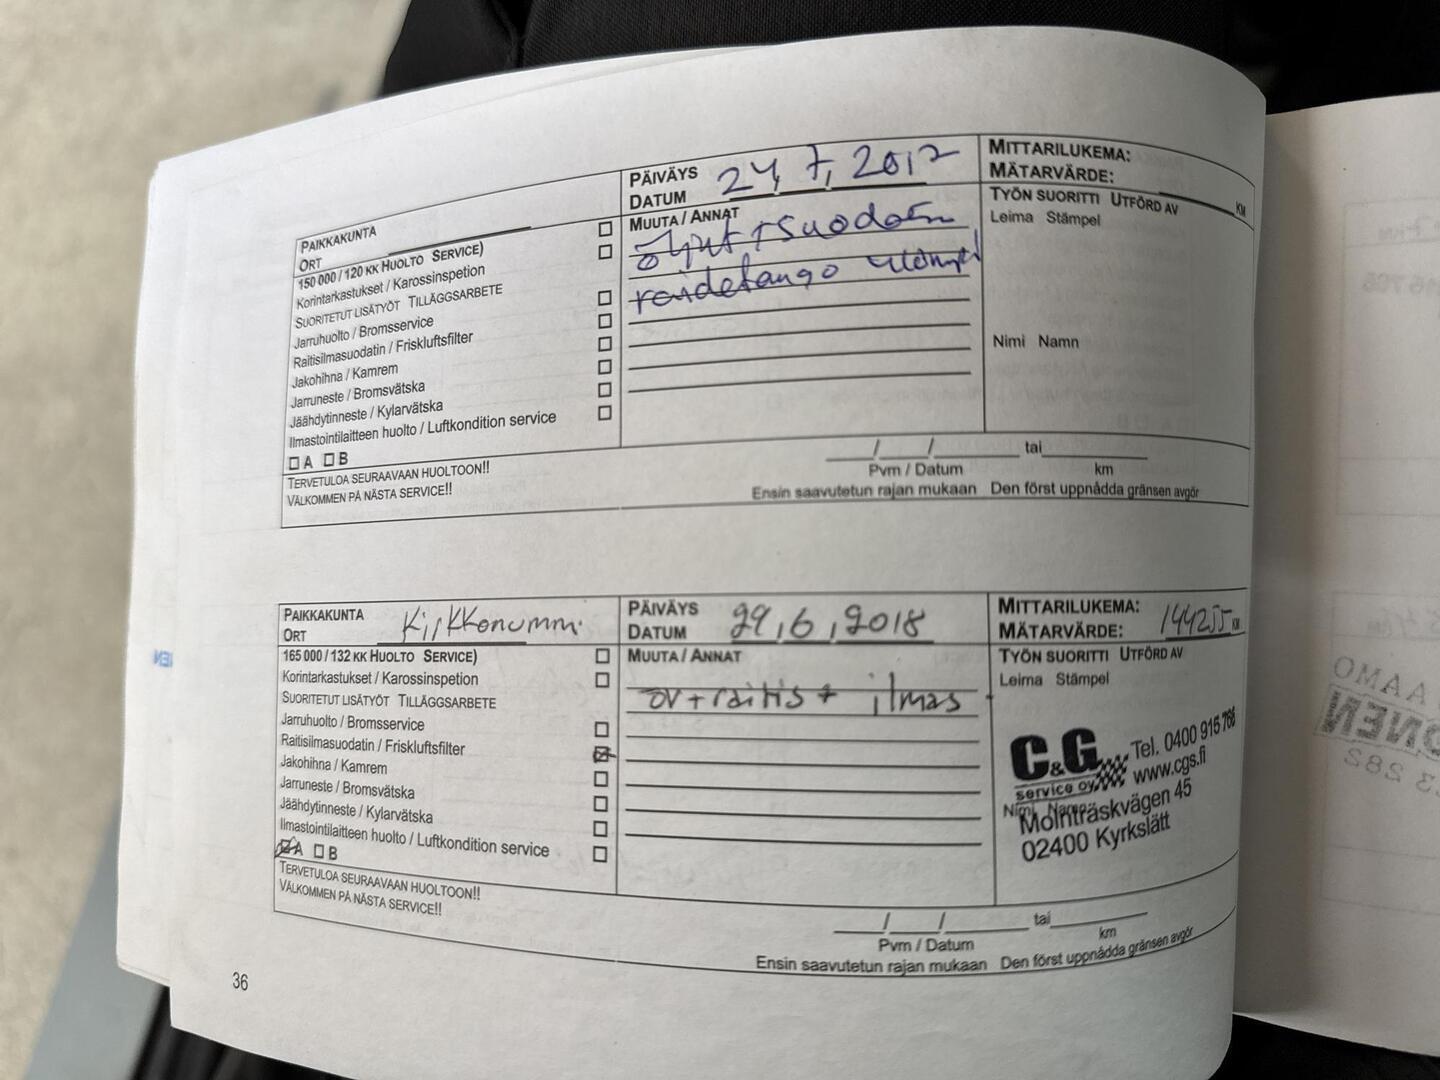 PAIKKAKUNTA
ORT
PÄIVÄYS
DATUM 24, 7, 2017
MITTARILUKEMA:
MÄTARVÄRDE: KM
150 000 / 120 KK HUOLTO SERVICE)
Korintarkastukset / Karossinspetion
SUORITETUT LISÄTYÖT TILLÄGGSARBETE
Jarruhuolto / Bromsservice
Raitisilmasuodatin / Friskluftsfilter
Jakohihna / Kamrem
Jarruneste / Bromsvätska
Jäähdytinneste / Kylarvätska
Ilmastointilaitteen huolto / Luftkondition service
A B
MUUTA / ANNAT
öljyt + suodatin
raidetango
TYÖN SUORITTI UTFÖRD AV
Leima Stämpel
Nimi Namn
TERVETULOA SEURAAVAAN HUOLTOON!!
VÄLKOMMEN PÅ NÄSTA SERVICE!!
/ / tai
Pvm / Datum km
Ensin saavutetun rajan mukaan Den först uppnådda gränsen avgör
PAIKKAKUNTA
ORT Kirkkonummi
PÄIVÄYS
DATUM 29,6,2018
MITTARILUKEMA:
MÄTARVÄRDE: 144255 KM
165 000 / 132 KK HUOLTO SERVICE)
Korintarkastukset / Karossinspetion
SUORITETUT LISÄTYÖT TILLÄGGSARBETE
Jarruhuolto / Bromsservice
Raitisilmasuodatin / Friskluftsfilter
Jakohihna / Kamrem
Jarruneste / Bromsvätska
Jäähdytinneste / Kylarvätska
Ilmastointilaitteen huolto / Luftkondition service
A B
MUUTA / ANNAT
öv + raitis + ilmas
TYÖN SUORITTI UTFÖRD AV
Leima Stämpel
C&G
service oy
Tel. 0400 915 766
www.cgs.fi
Nimi Namn
Molnträskvägen 45
02400 Kyrkslätt
TERVETULOA SEURAAVAAN HUOLTOON!!
VÄLKOMMEN PÅ NÄSTA SERVICE!!
/ / tai
Pvm / Datum km
Ensin saavutetun rajan mukaan Den först uppnådda gränsen avgör
36